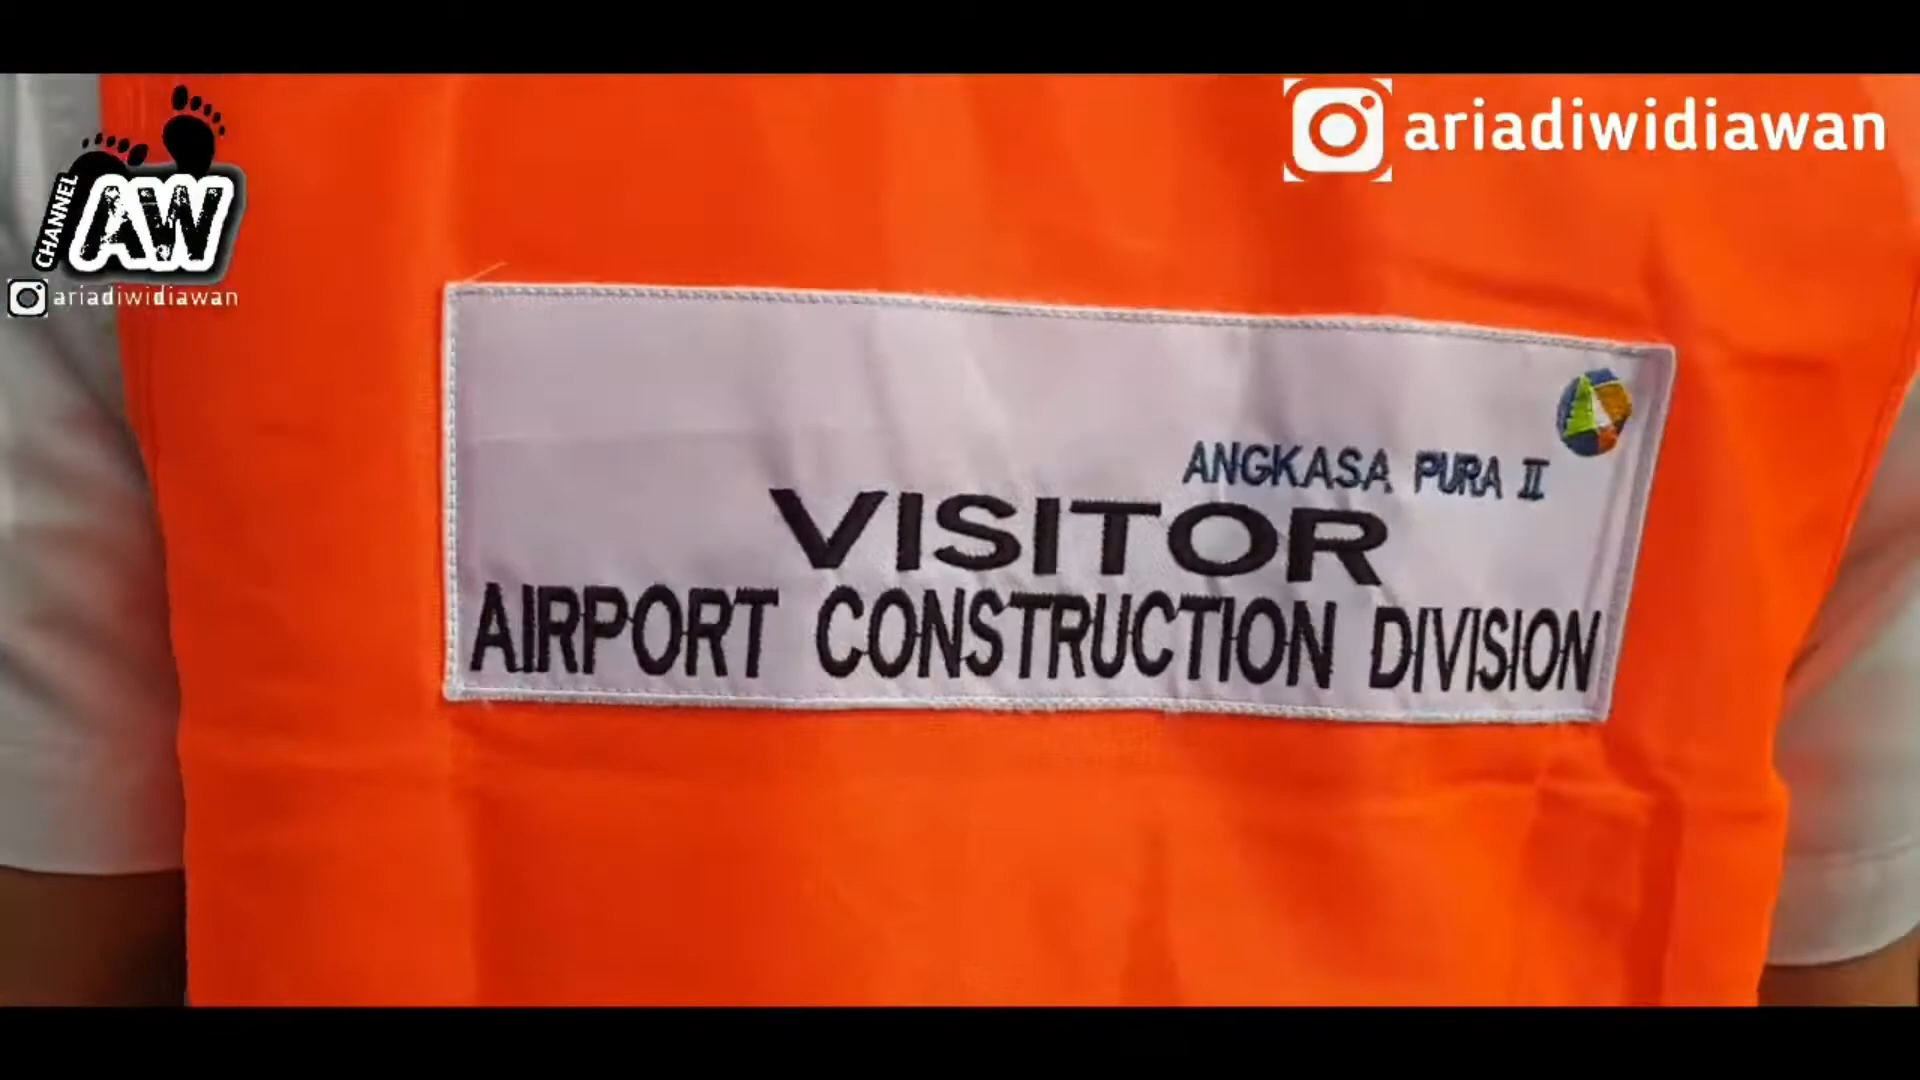 ariadiwidiawan
CHANNEL
AW
ariadiwidiawan
ANGKASA PURA II
VISITOR
AIRPORT CONSTRUCTION DIVISION